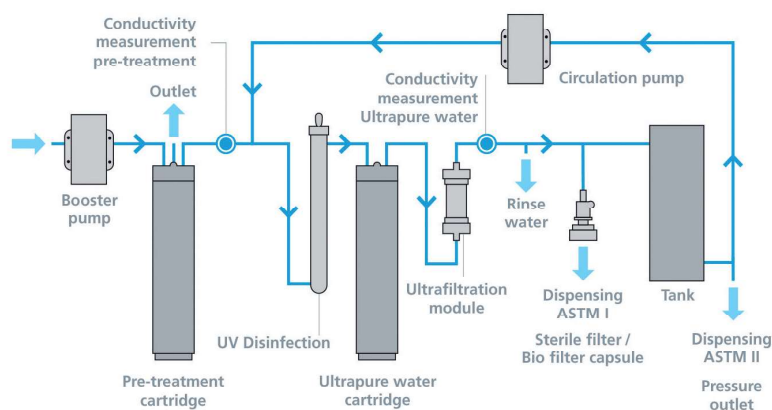 Conductivity
measurement
pre-treatment
Outlet
Booster
pump
Pre-treatment
cartridge
UV Disinfection
Ultrapure water
cartridge
Conductivity
measurement
Ultrapure water
Circulation pump
Ultrafiltration
module
Rinse
water
Dispensing
ASTM I
Sterile filter /
Bio filter capsule
Tank
Dispensing
ASTM II
Pressure
outlet